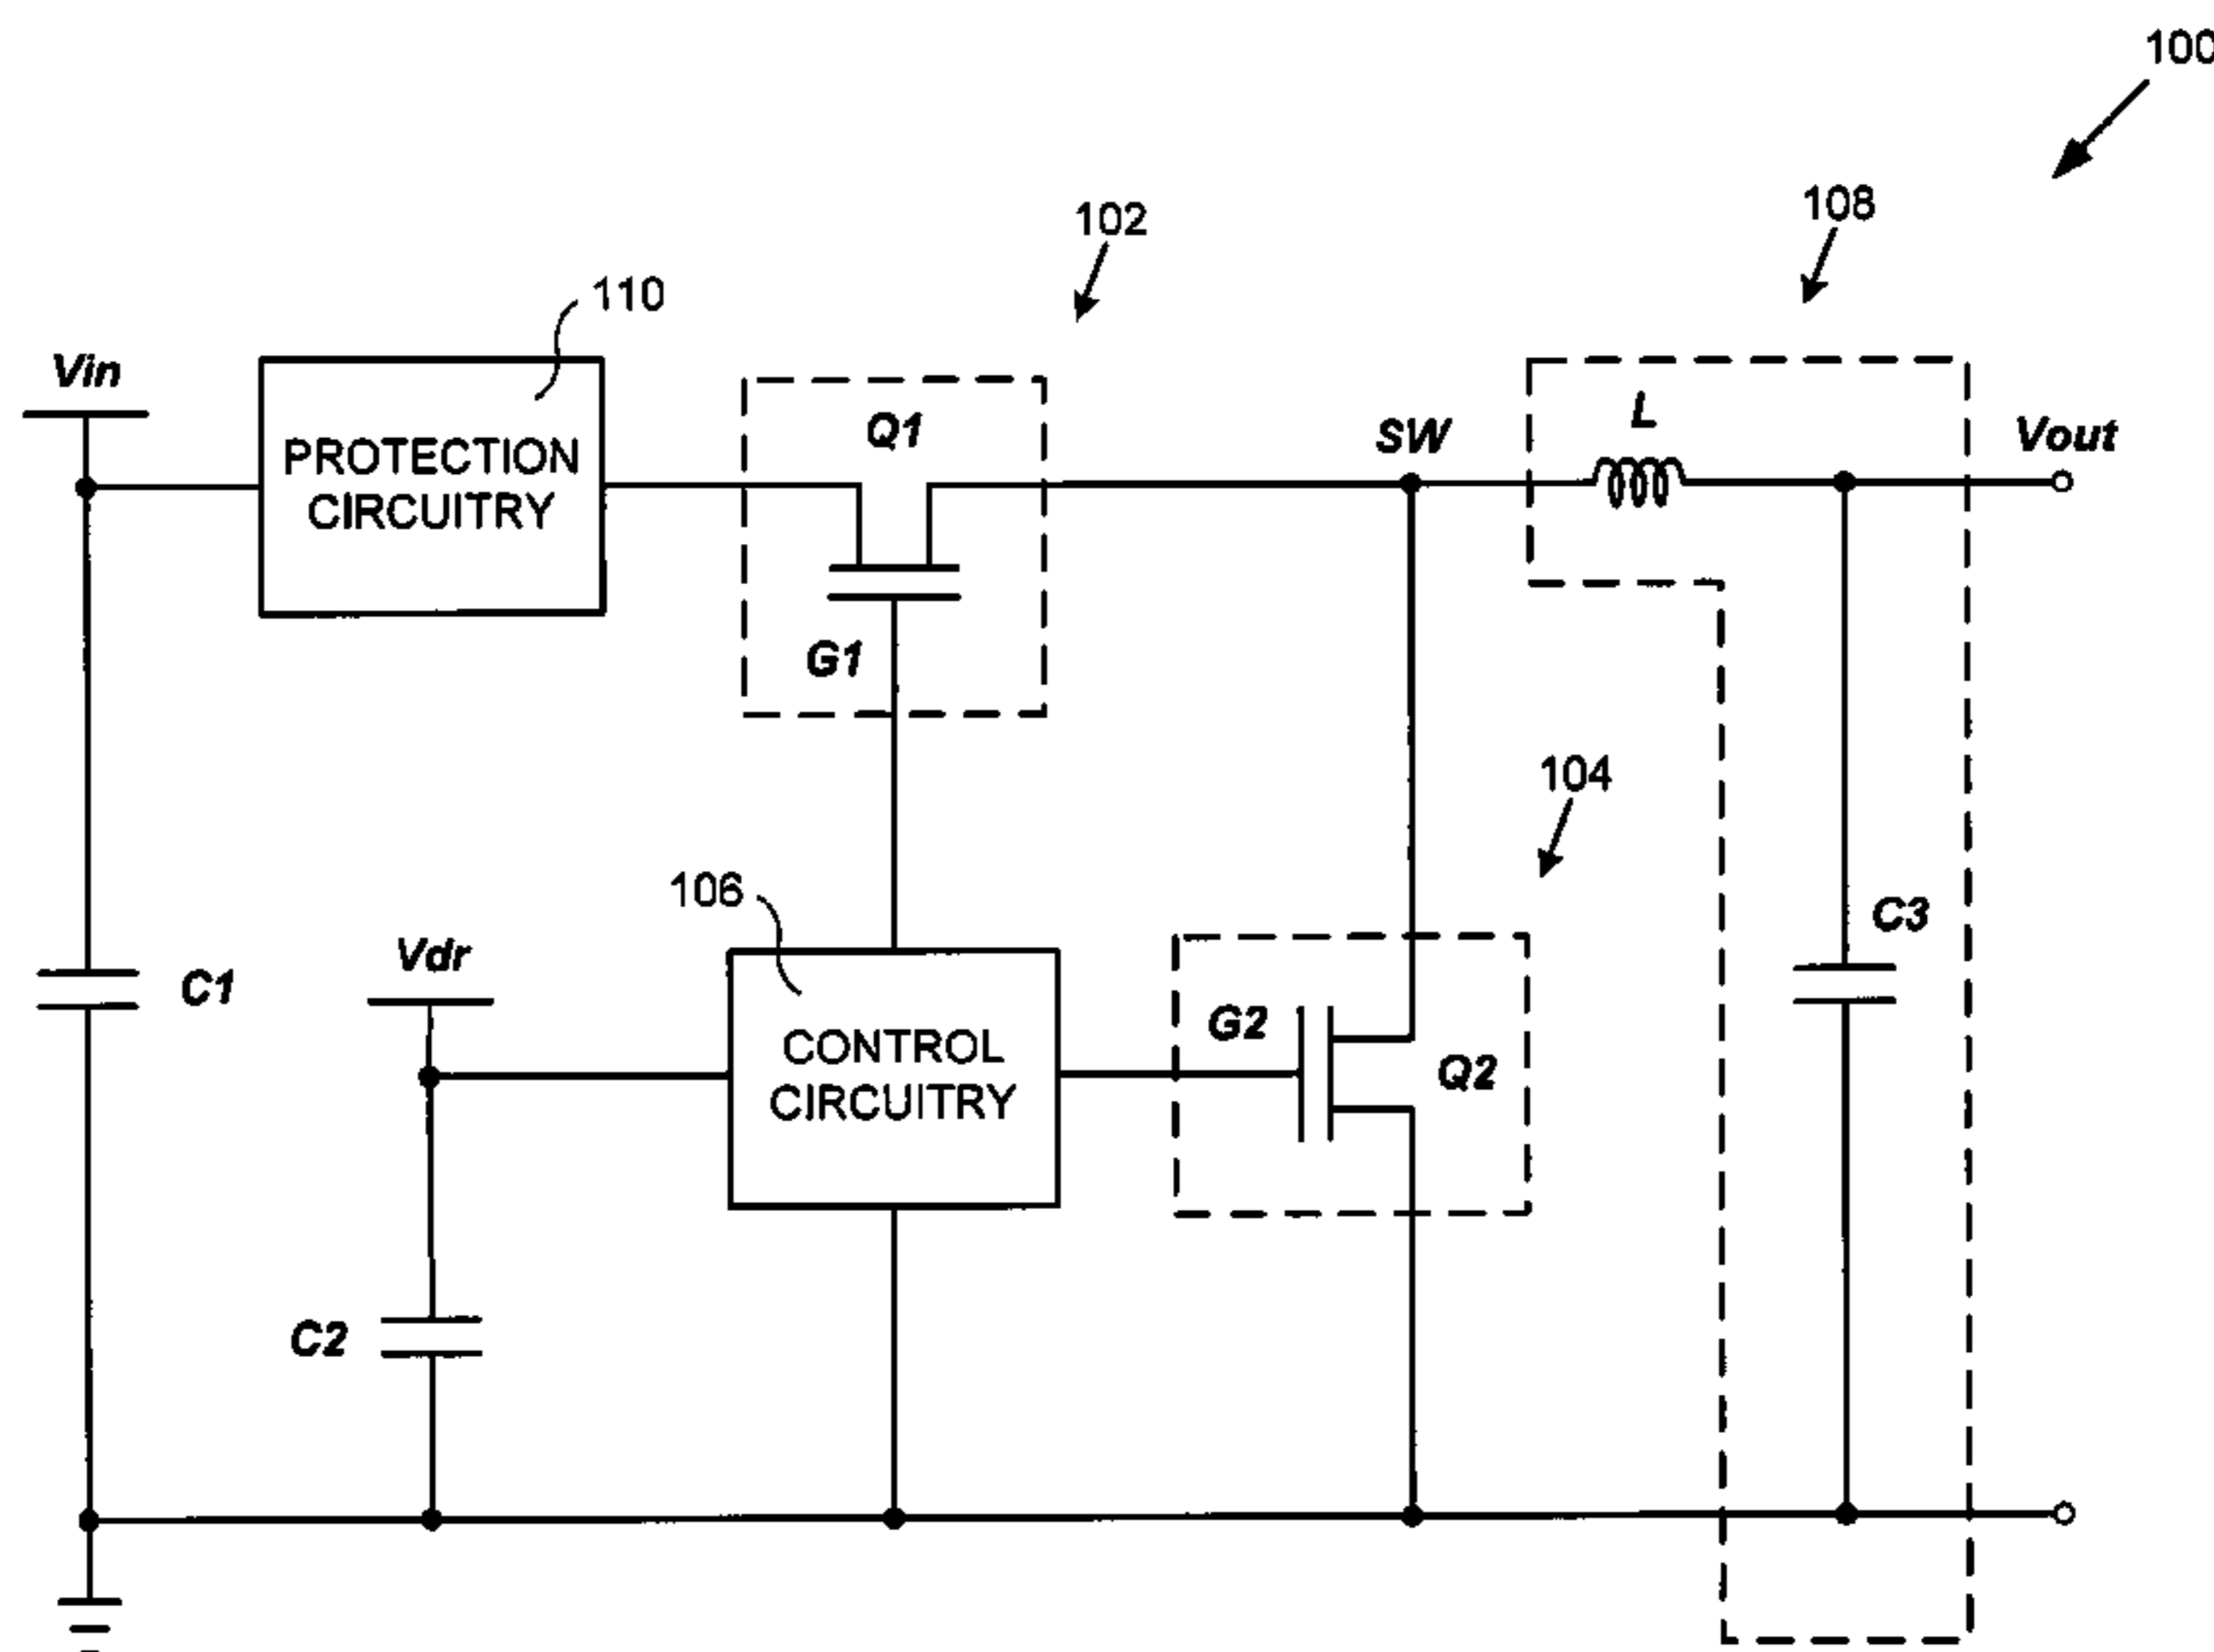 100
108
102
110
Vin
PROTECTION
CIRCUITRY
Q1
SW
L
Vout
G1
104
106
C3
Vdr
C1
CONTROL
CIRCUITRY
G2
Q2
C2